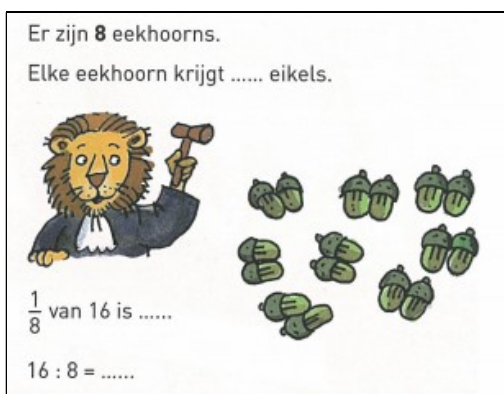 Er zijn 8 eekhoorns.
Elke eekhoorn krijgt ...... eikels.
1/8 van 16 is ......
16 : 8 = ......